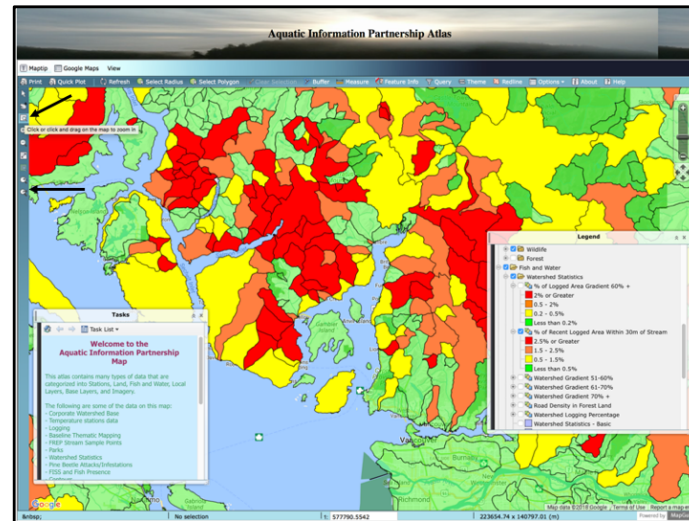 Aquatic Information Partnership Atlas
Maptip Google Maps View
Print Quick Plot Refresh Select Radius Select Polygon Clear Selection Buffer Measure Feature Info Query Theme Redline Options About Help
Click or click and drag on the map to zoom in
Gambier
Island
Tasks
Task List
Welcome to the
Aquatic Information Partnership
Map
This atlas contains many types of data that are
categorized into Stations, Land, Fish and Water, Local
Layers, Base Layers, and Imagery.
The following are some of the data on this map:
- Corporate Watershed Base
- Temperature stations data
- Logging
- Baseline Thematic Mapping
- FREP Stream Sample Points
- Parks
- Watershed Statistics
- Pine Beetle Attacks/Infestations
- FISS and Fish Presence
- Contours
Legend
Wildlife
Forest
Fish and Water
Watershed Statistics
% of Logged Area Gradient 60% +
2% or Greater
0.5 - 2%
0.2 - 0.5%
Less than 0.2%
% of Recent Logged Area Within 30m of Stream
2.5% or Greater
1.5 - 2.5%
0.5 - 1.5%
Less than 0.5%
Watershed Gradient 51-60%
Watershed Gradient 61-70%
Watershed Gradient 70% +
Road Density in Forest Land
Watershed Logging Percentage
Watershed Statistics - Basic
Burnaby
Richmond
Google
Gabriola
Island
Map data ©2018 Google
Terms of Use
Report a map
&nbsp;
No selection
577790.5542
223654.74 x 140797.01 (m)
Powered by